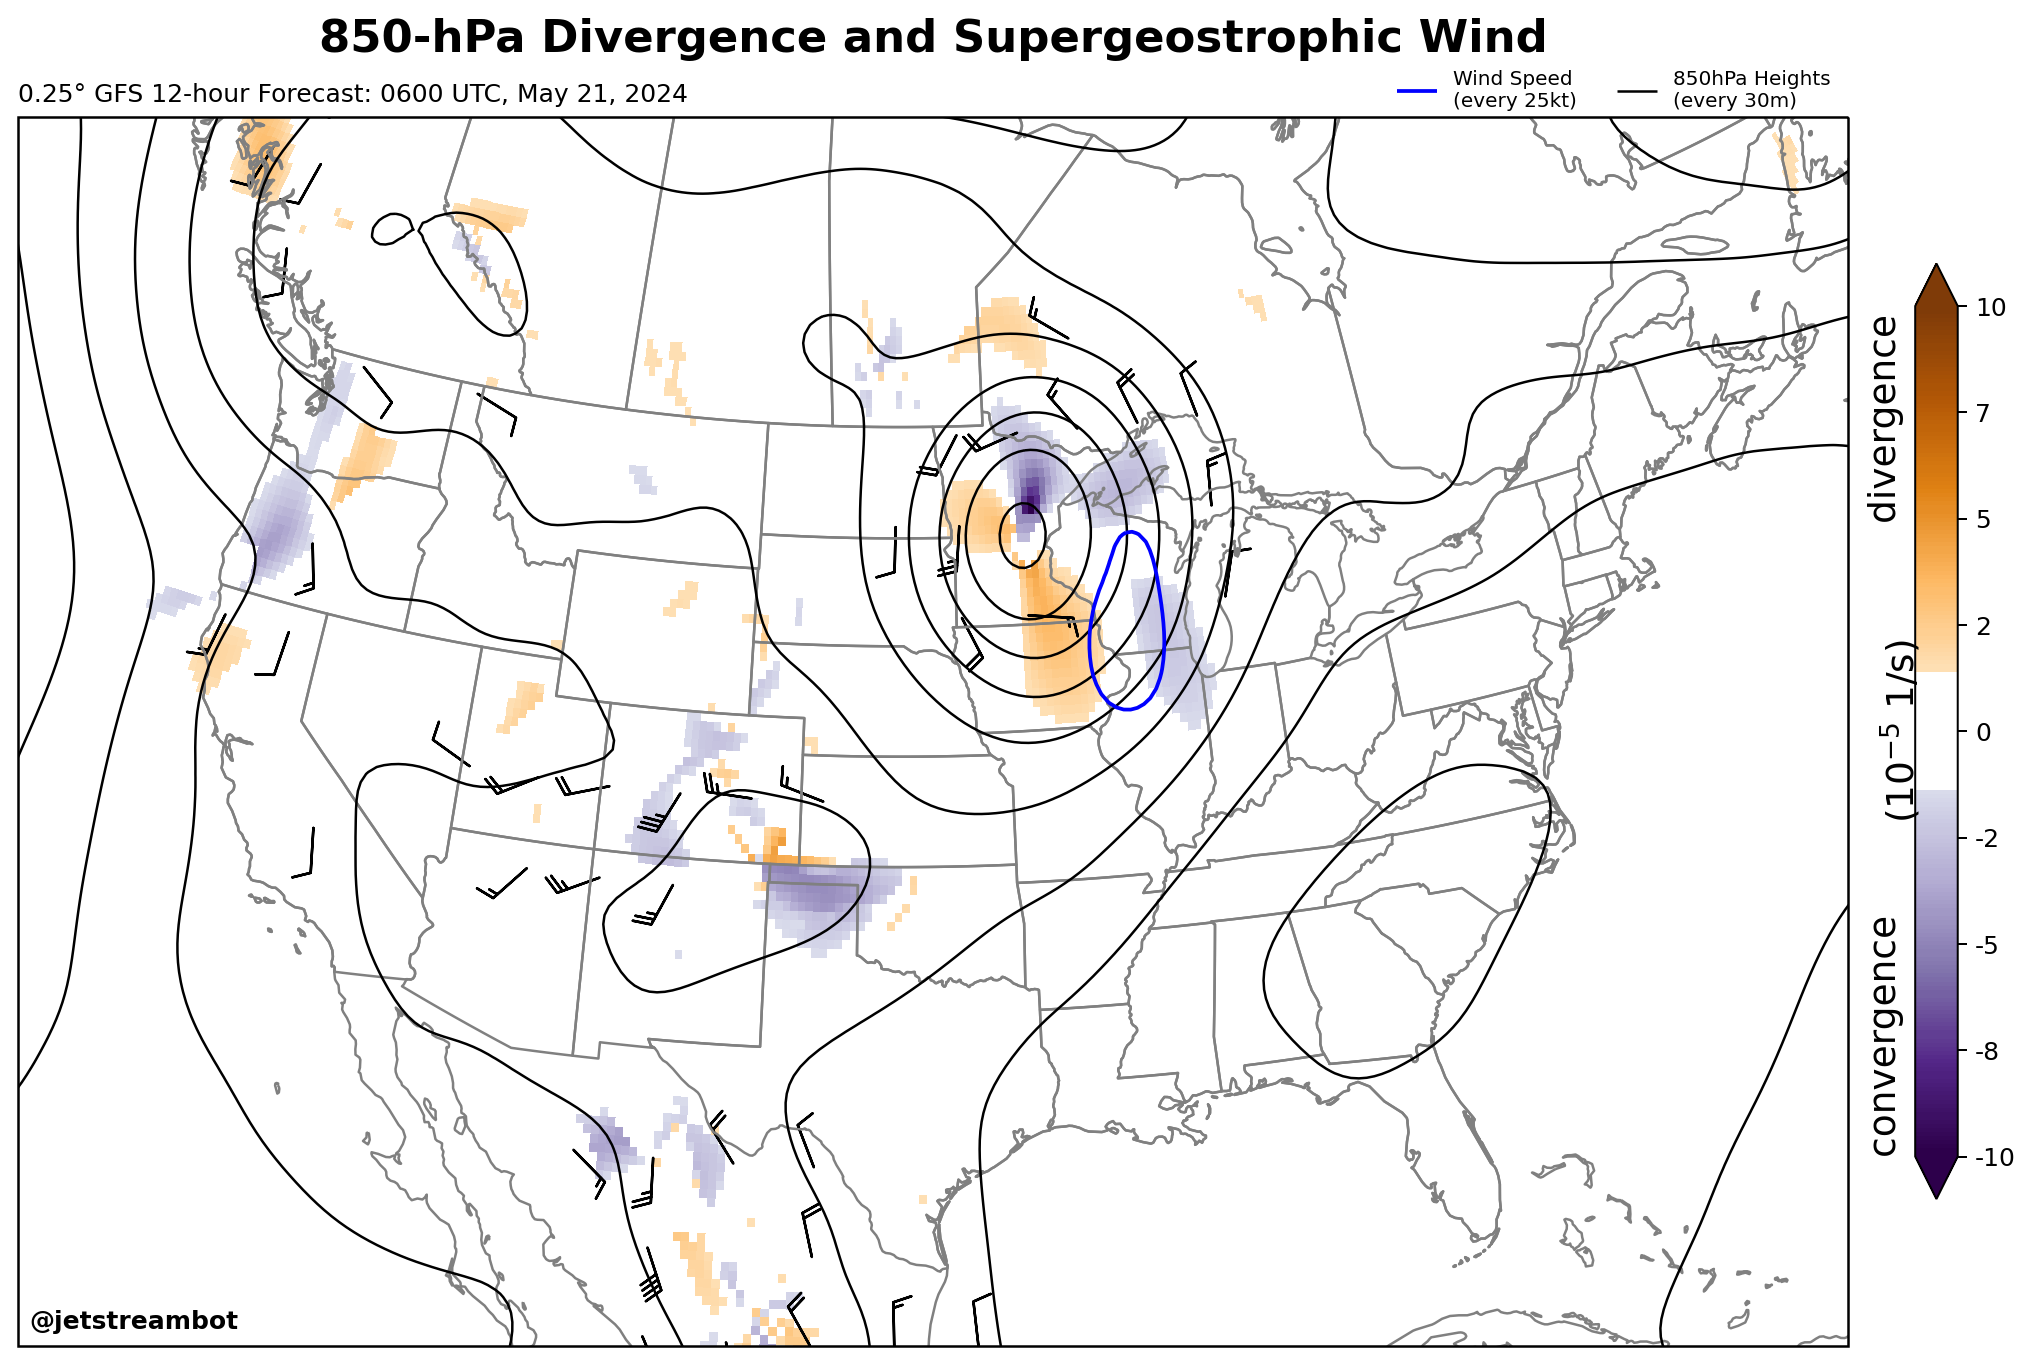 850-hPa Divergence and Supergeostrophic Wind
0.25° GFS 12-hour Forecast: 0600 UTC, May 21, 2024
Wind Speed
(every 25kt)
850hPa Heights
(every 30m)
divergence
(10⁻⁵ 1/s)
convergence
10
7
5
2
0
-2
-5
-8
-10
@jetstreambot